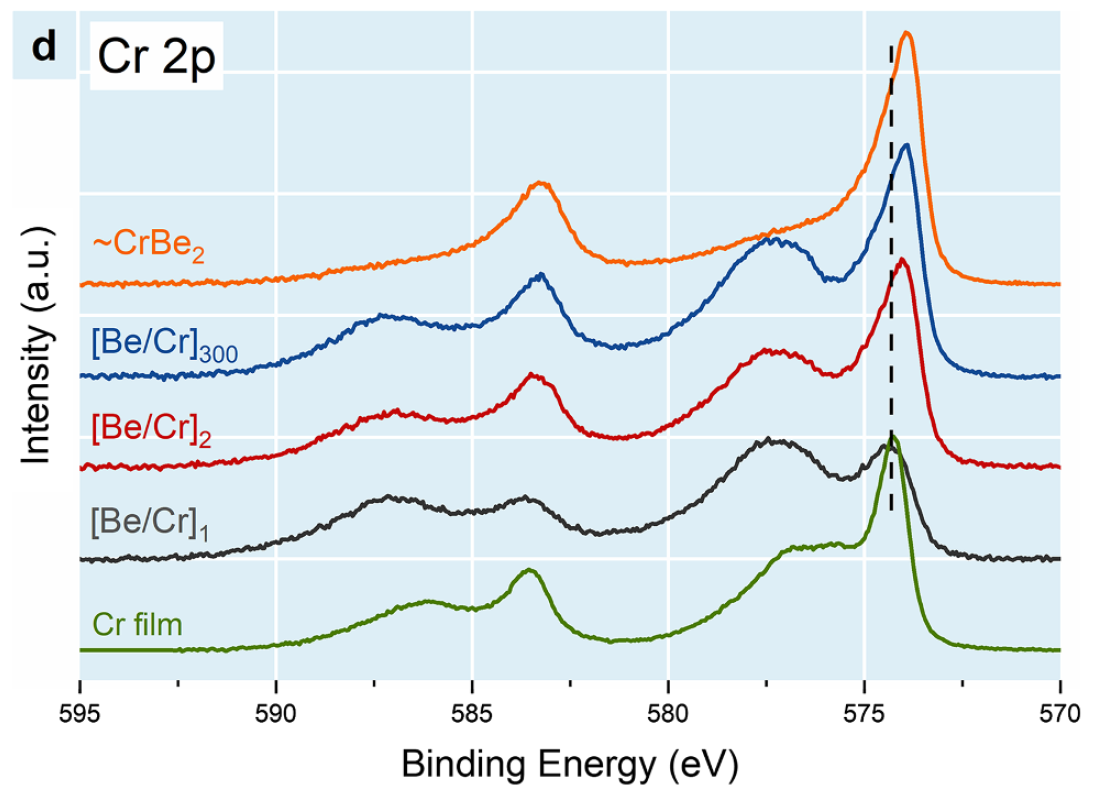 d
Cr 2p
~CrBe₂
[Be/Cr]₃₀₀
[Be/Cr]₂
[Be/Cr]₁
Cr film
Intensity (a.u.)
595 590 585 580 575 570
Binding Energy (eV)